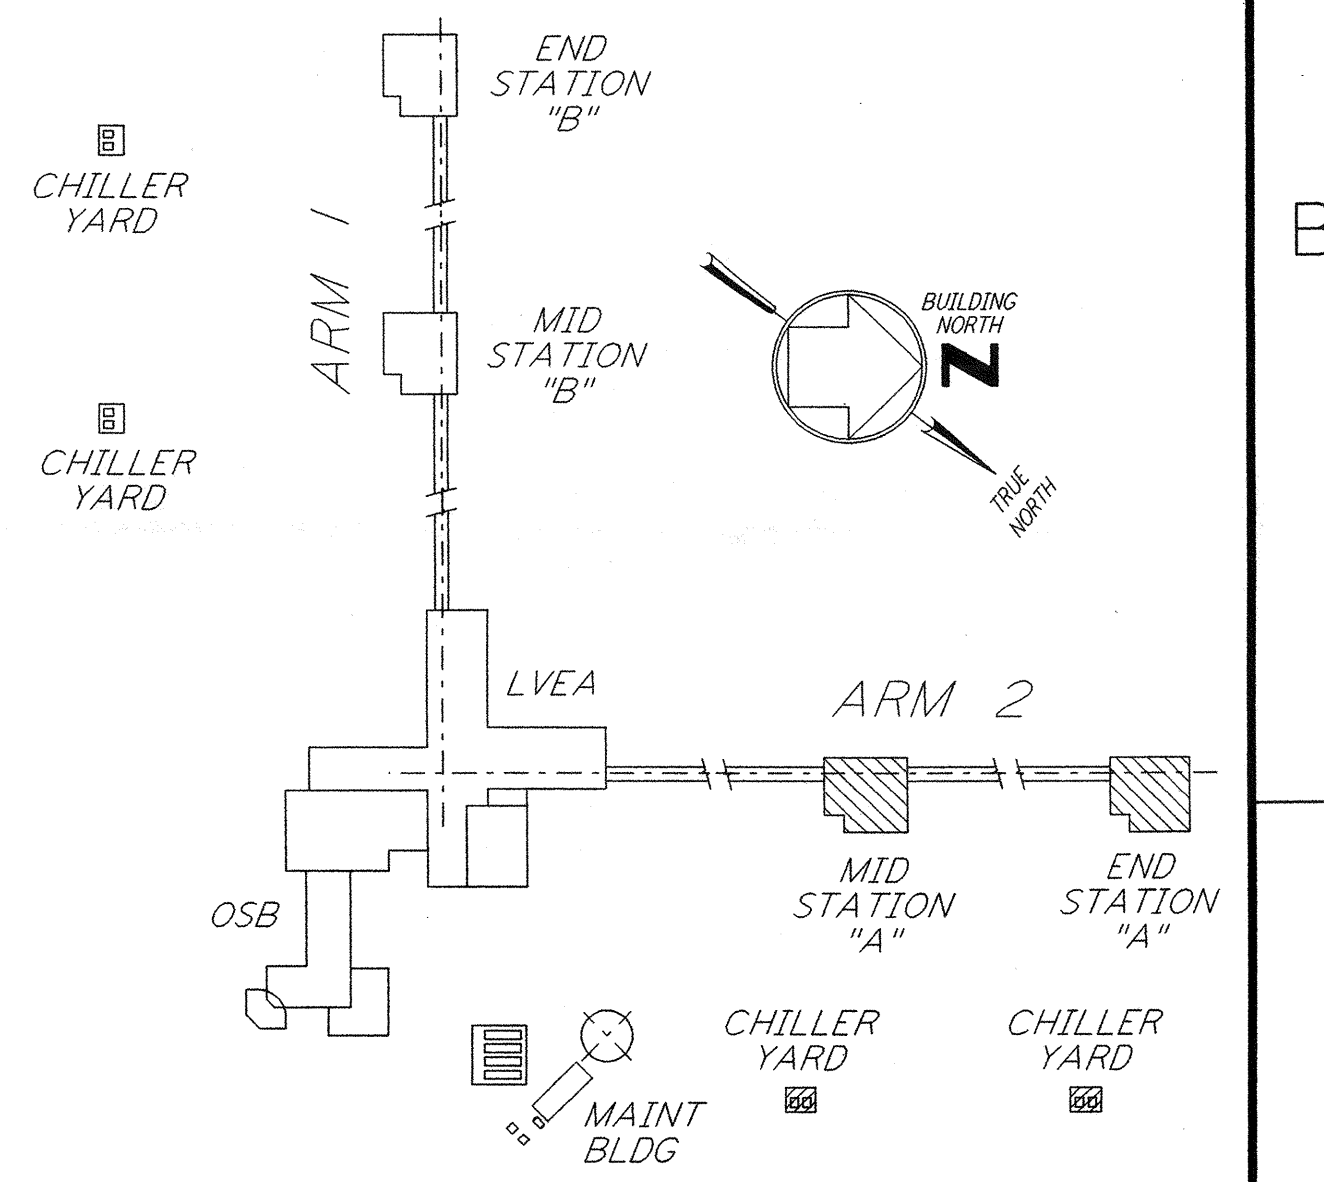 END
STATION
"B"
CHILLER
YARD
ARM 1
MID
STATION
"B"
BUILDING
NORTH
N
TRUE
NORTH
CHILLER
YARD
LVEA
ARM 2
OSB
MID
STATION
"A"
END
STATION
"A"
CHILLER
YARD
CHILLER
YARD
MAINT
BLDG
B